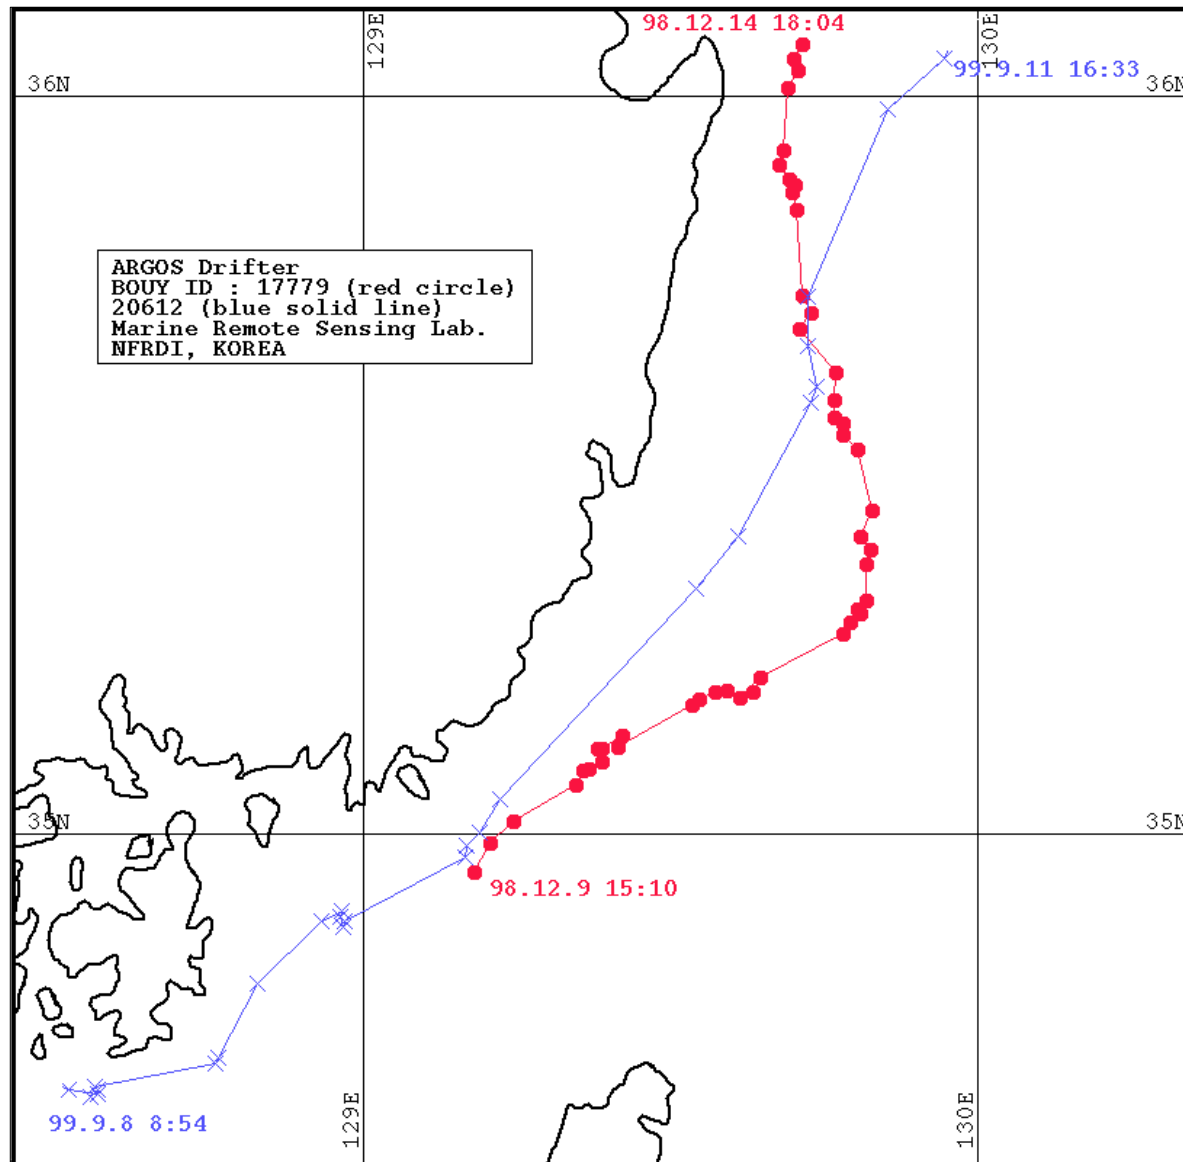 129E
98.12.14 18:04
130E
99.9.11 16:33
36N
36N
ARGOS Drifter
BOUY ID : 17779 (red circle)
20612 (blue solid line)
Marine Remote Sensing Lab.
NFRDI, KOREA
35N
35N
98.12.9 15:10
99.9.8 8:54
129E
130E